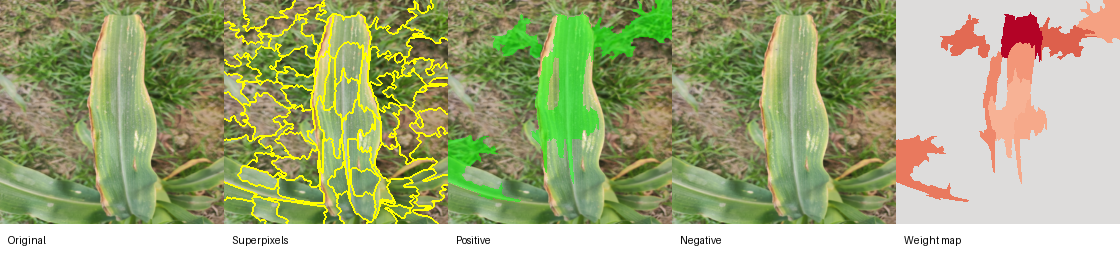 Original
Superpixels
Positive
Negative
Weight map